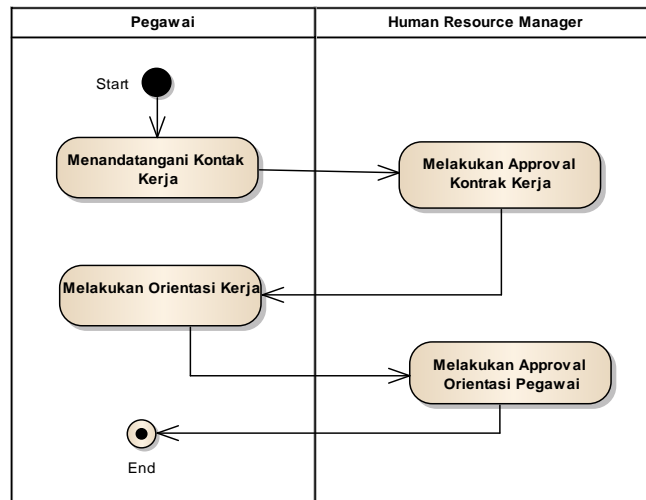 Pegawai
Human Resource Manager
Start
Menandatangani Kontak
Kerja
Melakukan Approval
Kontrak Kerja
Melakukan Orientasi Kerja
Melakukan Approval
Orientasi Pegawai
End